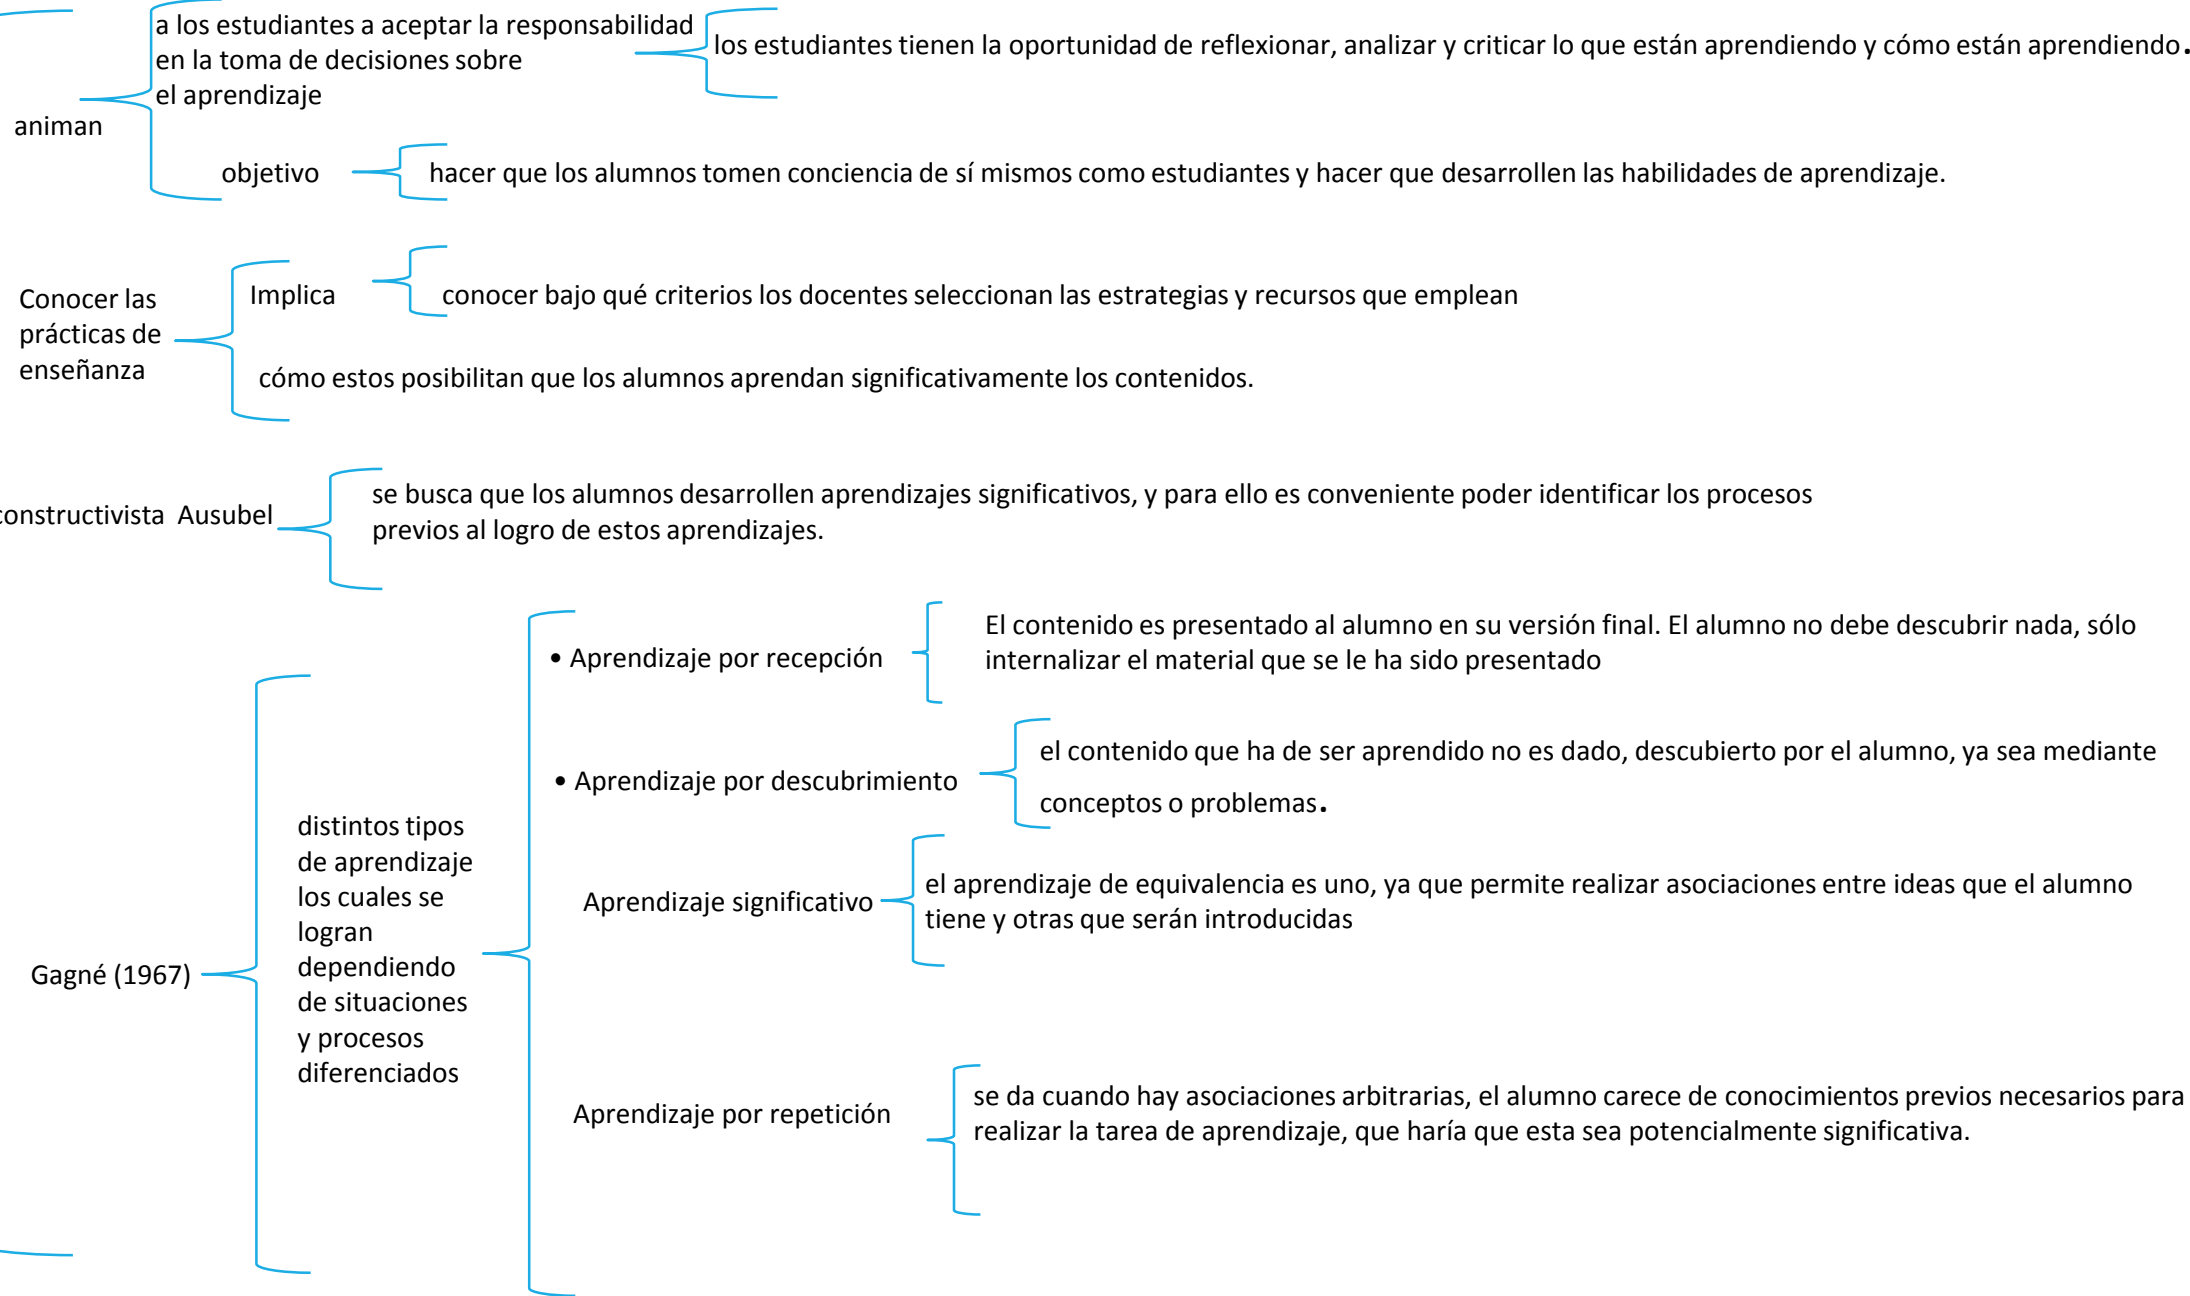 a los estudiantes a aceptar la responsabilidad
en la toma de decisiones sobre
el aprendizaje
los estudiantes tienen la oportunidad de reflexionar, analizar y criticar lo que están aprendiendo y cómo están aprendiendo.
animan
objetivo
hacer que los alumnos tomen conciencia de sí mismos como estudiantes y hacer que desarrollen las habilidades de aprendizaje.
Conocer las
prácticas de
enseñanza
Implica
conocer bajo qué criterios los docentes seleccionan las estrategias y recursos que emplean
cómo estos posibilitan que los alumnos aprendan significativamente los contenidos.
constructivista Ausubel
se busca que los alumnos desarrollen aprendizajes significativos, y para ello es conveniente poder identificar los procesos
previos al logro de estos aprendizajes.
Gagné (1967)
distintos tipos
de aprendizaje
los cuales se
logran
dependiendo
de situaciones
y procesos
diferenciados
• Aprendizaje por recepción
El contenido es presentado al alumno en su versión final. El alumno no debe descubrir nada, sólo
internalizar el material que se le ha sido presentado
• Aprendizaje por descubrimiento
el contenido que ha de ser aprendido no es dado, descubierto por el alumno, ya sea mediante
conceptos o problemas.
Aprendizaje significativo
el aprendizaje de equivalencia es uno, ya que permite realizar asociaciones entre ideas que el alumno
tiene y otras que serán introducidas
Aprendizaje por repetición
se da cuando hay asociaciones arbitrarias, el alumno carece de conocimientos previos necesarios para
realizar la tarea de aprendizaje, que haría que esta sea potencialmente significativa.